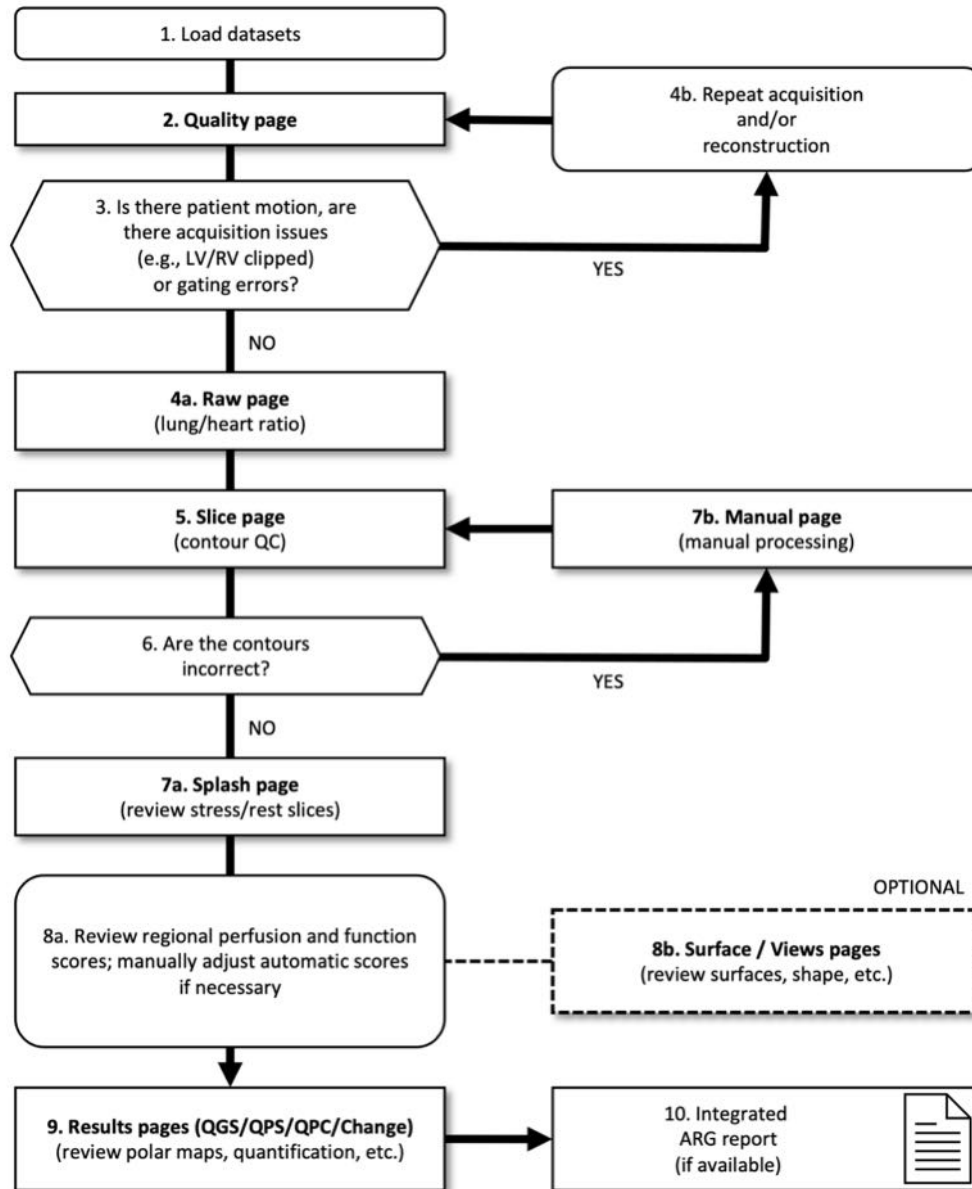 1. Load datasets
2. Quality page
4b. Repeat acquisition
and/or
reconstruction
3. Is there patient motion, are
there acquisition issues
(e.g., LV/RV clipped)
or gating errors?
YES
NO
4a. Raw page
(lung/heart ratio)
5. Slice page
(contour QC)
7b. Manual page
(manual processing)
6. Are the contours
incorrect?
YES
NO
7a. Splash page
(review stress/rest slices)
OPTIONAL
8a. Review regional perfusion and function
scores; manually adjust automatic scores
if necessary
8b. Surface / Views pages
(review surfaces, shape, etc.)
9. Results pages (QGS/QPS/QPC/Change)
(review polar maps, quantification, etc.)
10. Integrated
ARG report
(if available)